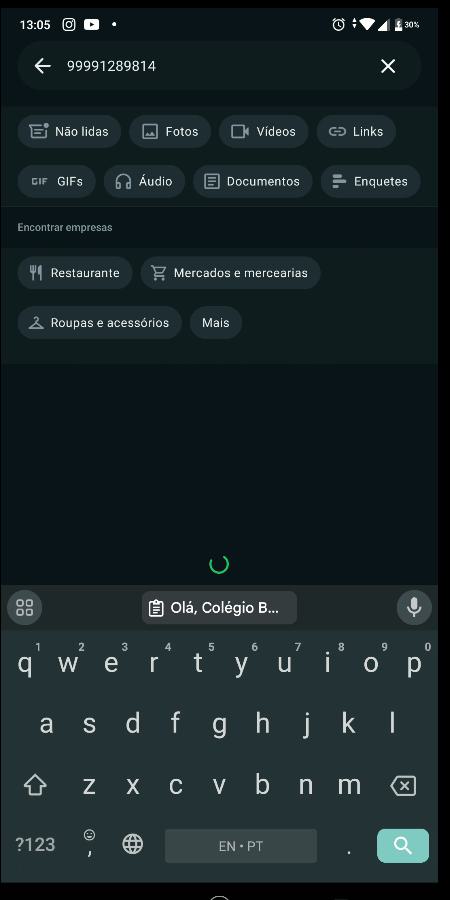 13:05 30%
99991289814
Não lidas Fotos Vídeos Links
GIF GIFs Áudio Documentos Enquetes
Encontrar empresas
Restaurante Mercados e mercearias
Roupas e acessórios Mais
Olá, Colégio B...
1 2 3 4 5 6 7 8 9 0
q w e r t y u i o p
a s d f g h j k l
z x c v b n m
?123 , EN • PT .